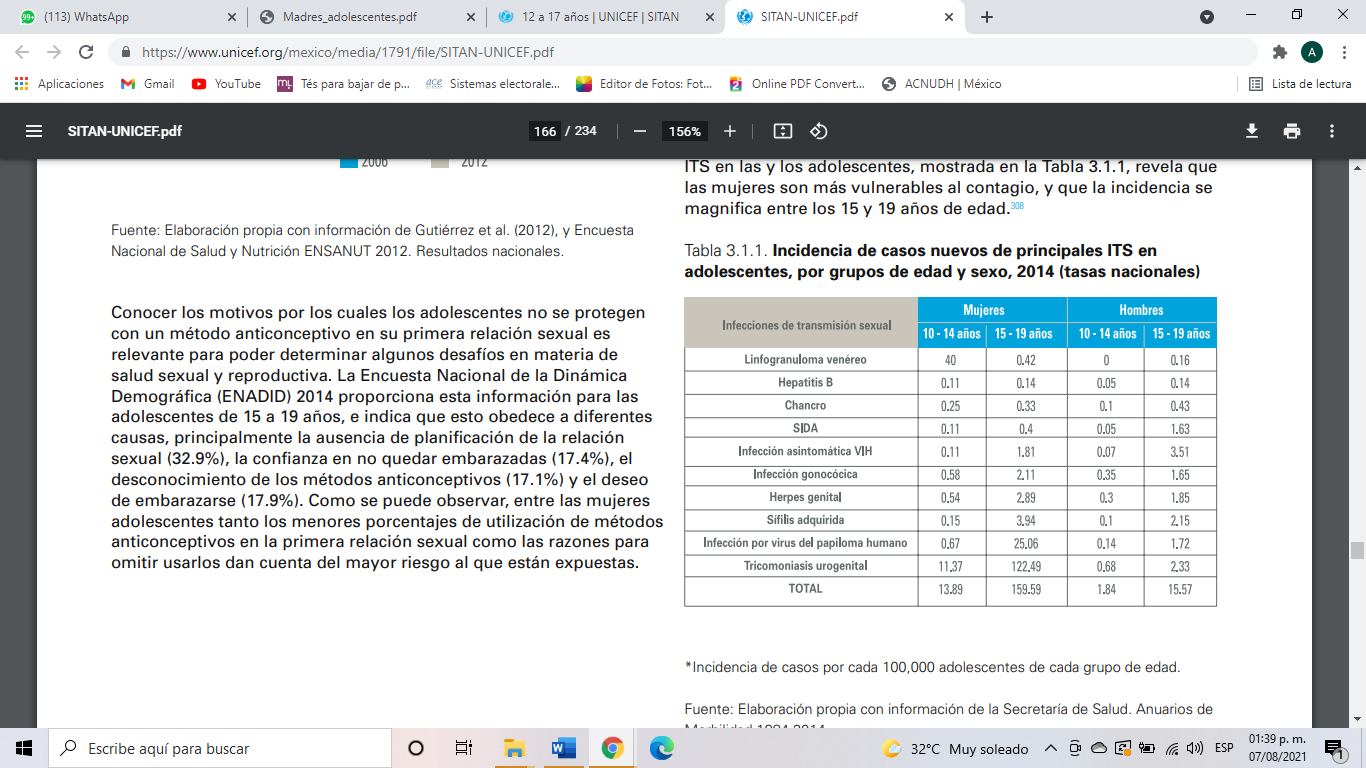 99+ (113) WhatsApp
Madres_adolescentes.pdf
12 a 17 años | UNICEF | SITAN
SITAN-UNICEF.pdf
https://www.unicef.org/mexico/media/1791/file/SITAN-UNICEF.pdf
A
Aplicaciones
Gmail
YouTube
Tés para bajar de p...
ace Sistemas electorale...
Editor de Fotos: Fot...
Online PDF Convert...
ACNUDH | México
Lista de lectura
SITAN-UNICEF.pdf
166 / 234
156%
2006 2012
Fuente: Elaboración propia con información de Gutiérrez et al. (2012), y Encuesta
Nacional de Salud y Nutrición ENSANUT 2012. Resultados nacionales.
Conocer los motivos por los cuales los adolescentes no se protegen
con un método anticonceptivo en su primera relación sexual es
relevante para poder determinar algunos desafíos en materia de
salud sexual y reproductiva. La Encuesta Nacional de la Dinámica
Demográfica (ENADID) 2014 proporciona esta información para las
adolescentes de 15 a 19 años, e indica que esto obedece a diferentes
causas, principalmente la ausencia de planificación de la relación
sexual (32.9%), la confianza en no quedar embarazadas (17.4%), el
desconocimiento de los métodos anticonceptivos (17.1%) y el deseo
de embarazarse (17.9%). Como se puede observar, entre las mujeres
adolescentes tanto los menores porcentajes de utilización de métodos
anticonceptivos en la primera relación sexual como las razones para
omitir usarlos dan cuenta del mayor riesgo al que están expuestas.
ITS en las y los adolescentes, mostrada en la Tabla 3.1.1, revela que
las mujeres son más vulnerables al contagio, y que la incidencia se
magnifica entre los 15 y 19 años de edad.308
Tabla 3.1.1. Incidencia de casos nuevos de principales ITS en
adolescentes, por grupos de edad y sexo, 2014 (tasas nacionales)
Infecciones de transmisión sexual Mujeres Hombres
10 - 14 años 15 - 19 años 10 - 14 años 15 - 19 años
Linfogranuloma venéreo 40 0.42 0 0.16
Hepatitis B 0.11 0.14 0.05 0.14
Chancro 0.25 0.33 0.1 0.43
SIDA 0.11 0.4 0.05 1.63
Infección asintomática VIH 0.11 1.81 0.07 3.51
Infección gonocócica 0.58 2.11 0.35 1.65
Herpes genital 0.54 2.89 0.3 1.85
Sífilis adquirida 0.15 3.94 0.1 2.15
Infección por virus del papiloma humano 0.67 25.06 0.14 1.72
Tricomoniasis urogenital 11.37 122.49 0.68 2.33
TOTAL 13.89 159.59 1.84 15.57
*Incidencia de casos por cada 100,000 adolescentes de cada grupo de edad.
Fuente: Elaboración propia con información de la Secretaría de Salud. Anuarios de
Morbilidad 1984-2014
Escribe aquí para buscar
32°C Muy soleado
ESP
01:39 p. m.
07/08/2021
1